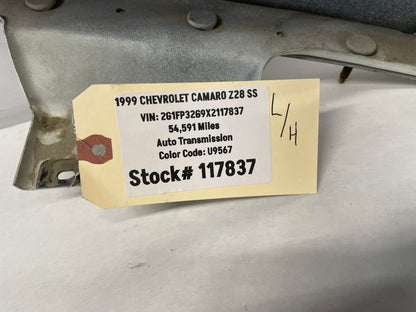 1999 CHEVROLET CAMARO Z28 SS
VIN: 2G1FP32G9X2117837
54,591 Miles
Auto Transmission
Color Code: U9567
Stock# 117837
L/H